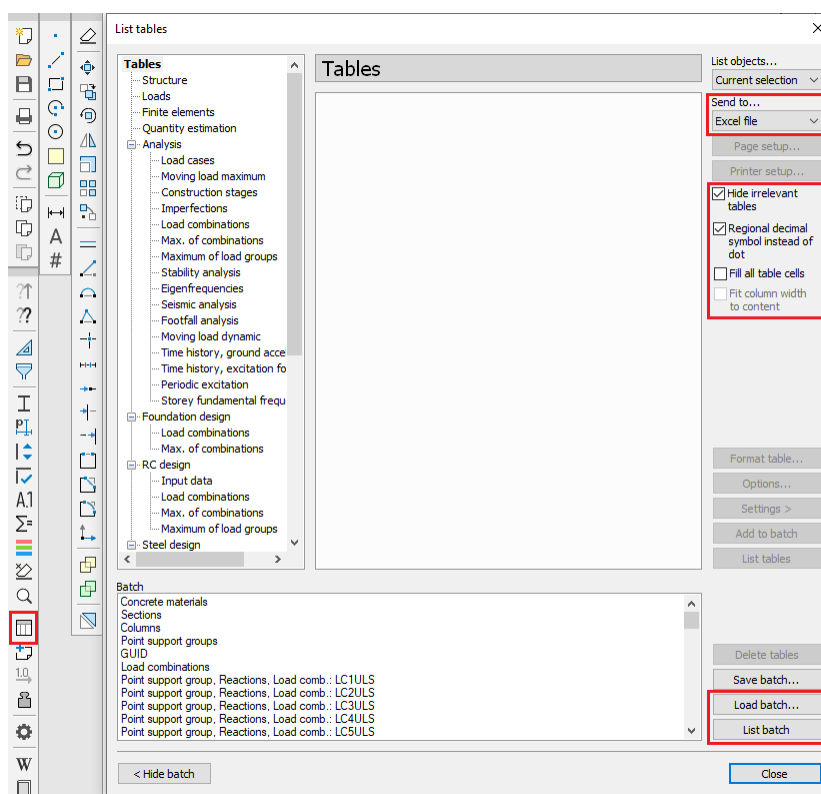 List tables
Tables
Structure
Loads
Finite elements
Quantity estimation
Analysis
Load cases
Moving load maximum
Construction stages
Imperfections
Load combinations
Max. of combinations
Maximum of load groups
Stability analysis
Eigenfrequencies
Seismic analysis
Footfall analysis
Moving load dynamic
Time history, ground acce
Time history, excitation fo
Periodic excitation
Storey fundamental frequ
Foundation design
Load combinations
Max. of combinations
RC design
Input data
Load combinations
Max. of combinations
Maximum of load groups
Steel design
Tables
List objects...
Current selection
Send to...
Excel file
Page setup...
Printer setup...
Hide irrelevant
tables
Regional decimal
symbol instead of
dot
Fill all table cells
Fit column width
to content
Format table...
Options...
Settings >
Add to batch
List tables
Batch
Concrete materials
Sections
Columns
Point support groups
GUID
Load combinations
Point support group, Reactions, Load comb.: LC1ULS
Point support group, Reactions, Load comb.: LC2ULS
Point support group, Reactions, Load comb.: LC3ULS
Point support group, Reactions, Load comb.: LC4ULS
Point support group, Reactions, Load comb.: LC5ULS
Delete tables
Save batch...
Load batch...
List batch
< Hide batch
Close
A
#
?
??
A.1
Σ=
1.0
W